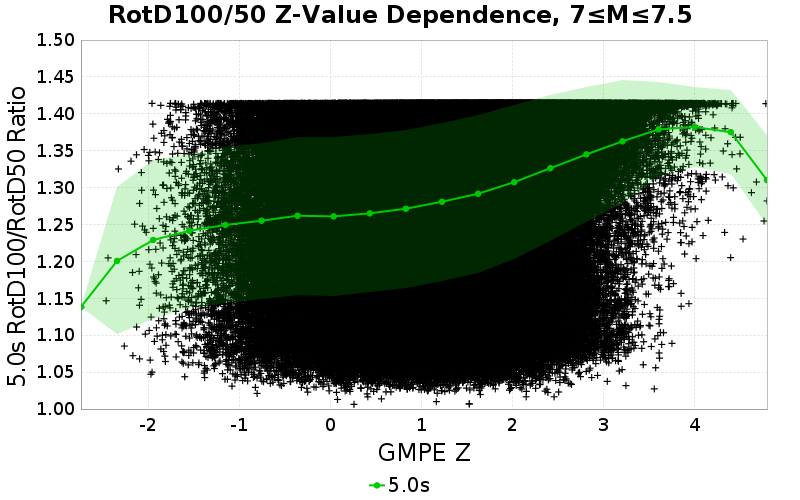 RotD100/50 Z-Value Dependence, 7≤M≤7.5
5.0s RotD100/RotD50 Ratio
1.50
1.45
1.40
1.35
1.30
1.25
1.20
1.15
1.10
1.05
1.00
-2 -1 0 1 2 3 4
GMPE Z
5.0s